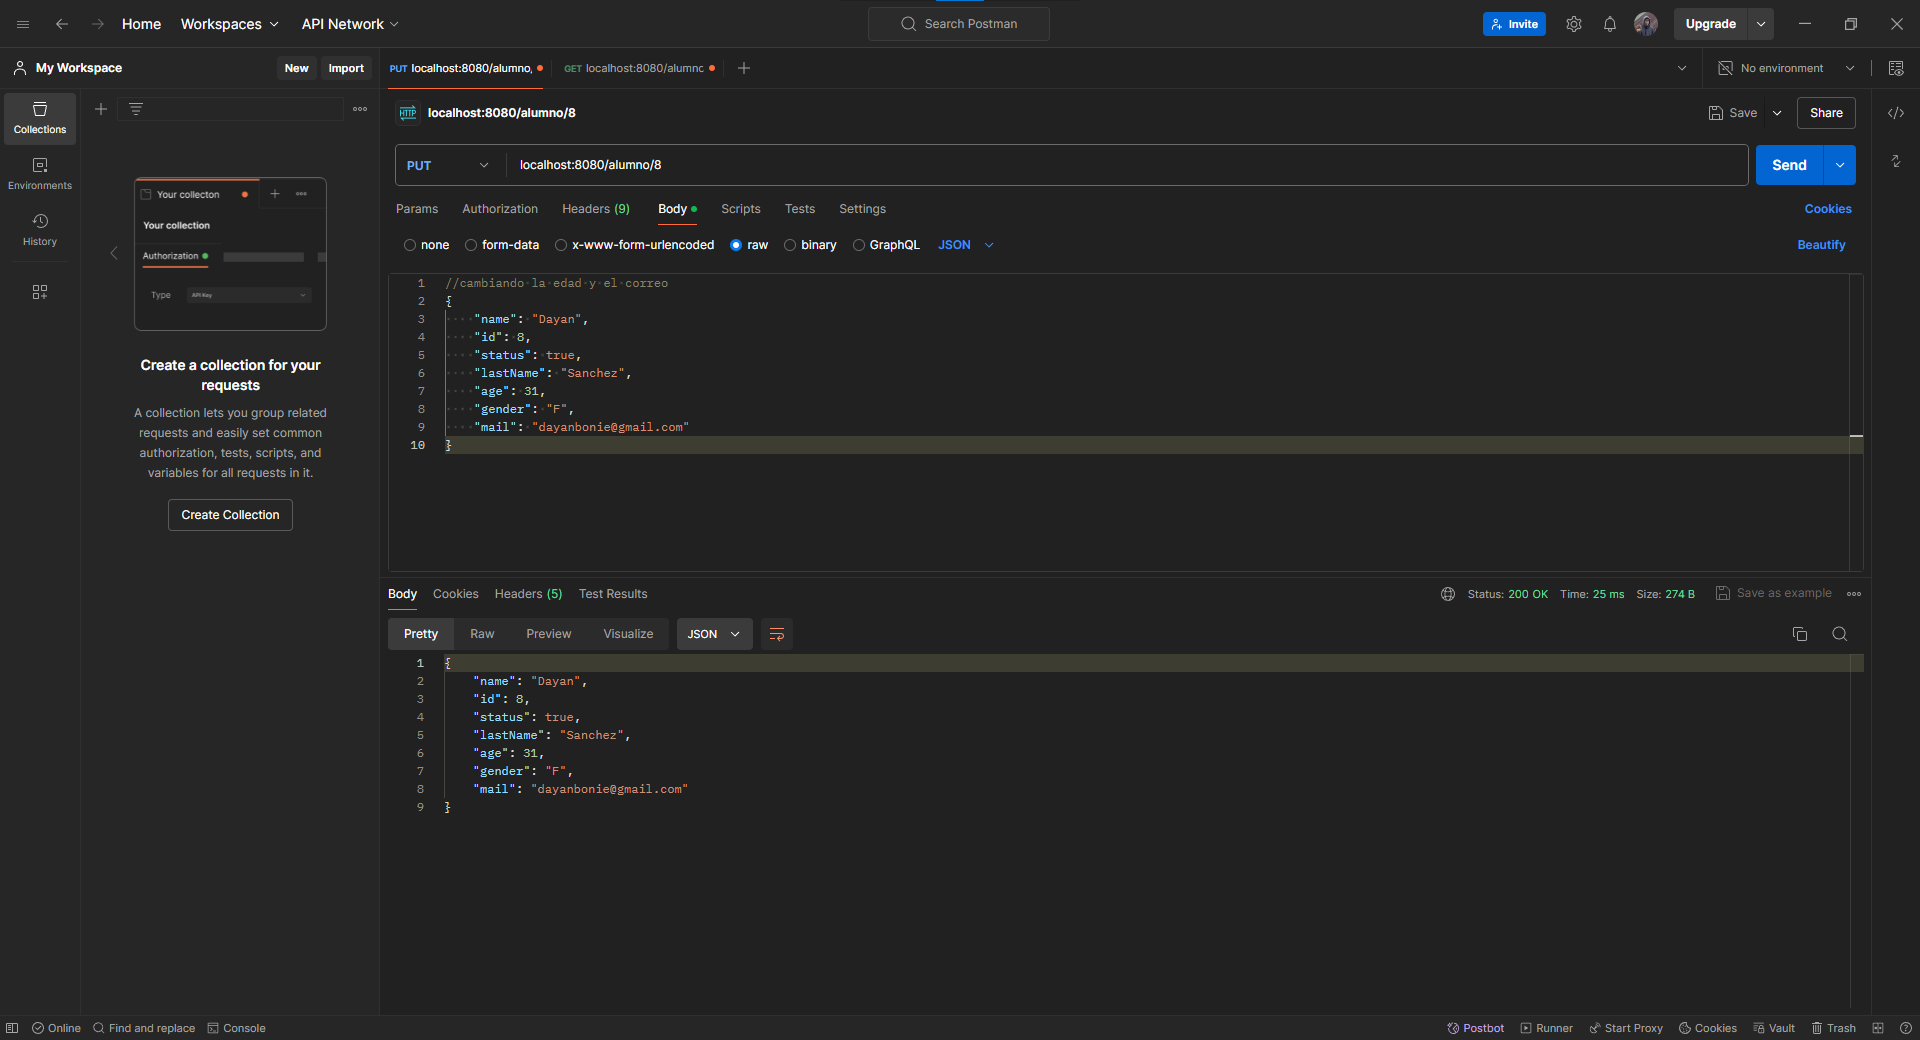 Home Workspaces API Network Search Postman Invite Upgrade
My Workspace New Import PUT localhost:8080/alumno, GET localhost:8080/alumnc No environment
Collections
Environments
History
Your collecton
Your collection
Authorization
Type API Key
Create a collection for your
requests
A collection lets you group related
requests and easily set common
authorization, tests, scripts, and
variables for all requests in it.
Create Collection
HTTP localhost:8080/alumno/8 Save Share
PUT localhost:8080/alumno/8 Send
Params Authorization Headers (9) Body Scripts Tests Settings Cookies
none form-data x-www-form-urlencoded raw binary GraphQL JSON Beautify
1 //cambiando la edad y el correo
2 {
3 "name": "Dayan",
4 "id": 8,
5 "status": true,
6 "lastName": "Sanchez",
7 "age": 31,
8 "gender": "F",
9 "mail": "dayanbonie@gmail.com"
10 }
Body Cookies Headers (5) Test Results Status: 200 OK Time: 25 ms Size: 274 B Save as example
Pretty Raw Preview Visualize JSON
1 {
2 "name": "Dayan",
3 "id": 8,
4 "status": true,
5 "lastName": "Sanchez",
6 "age": 31,
7 "gender": "F",
8 "mail": "dayanbonie@gmail.com"
9 }
Online Find and replace Console Postbot Runner Start Proxy Cookies Vault Trash